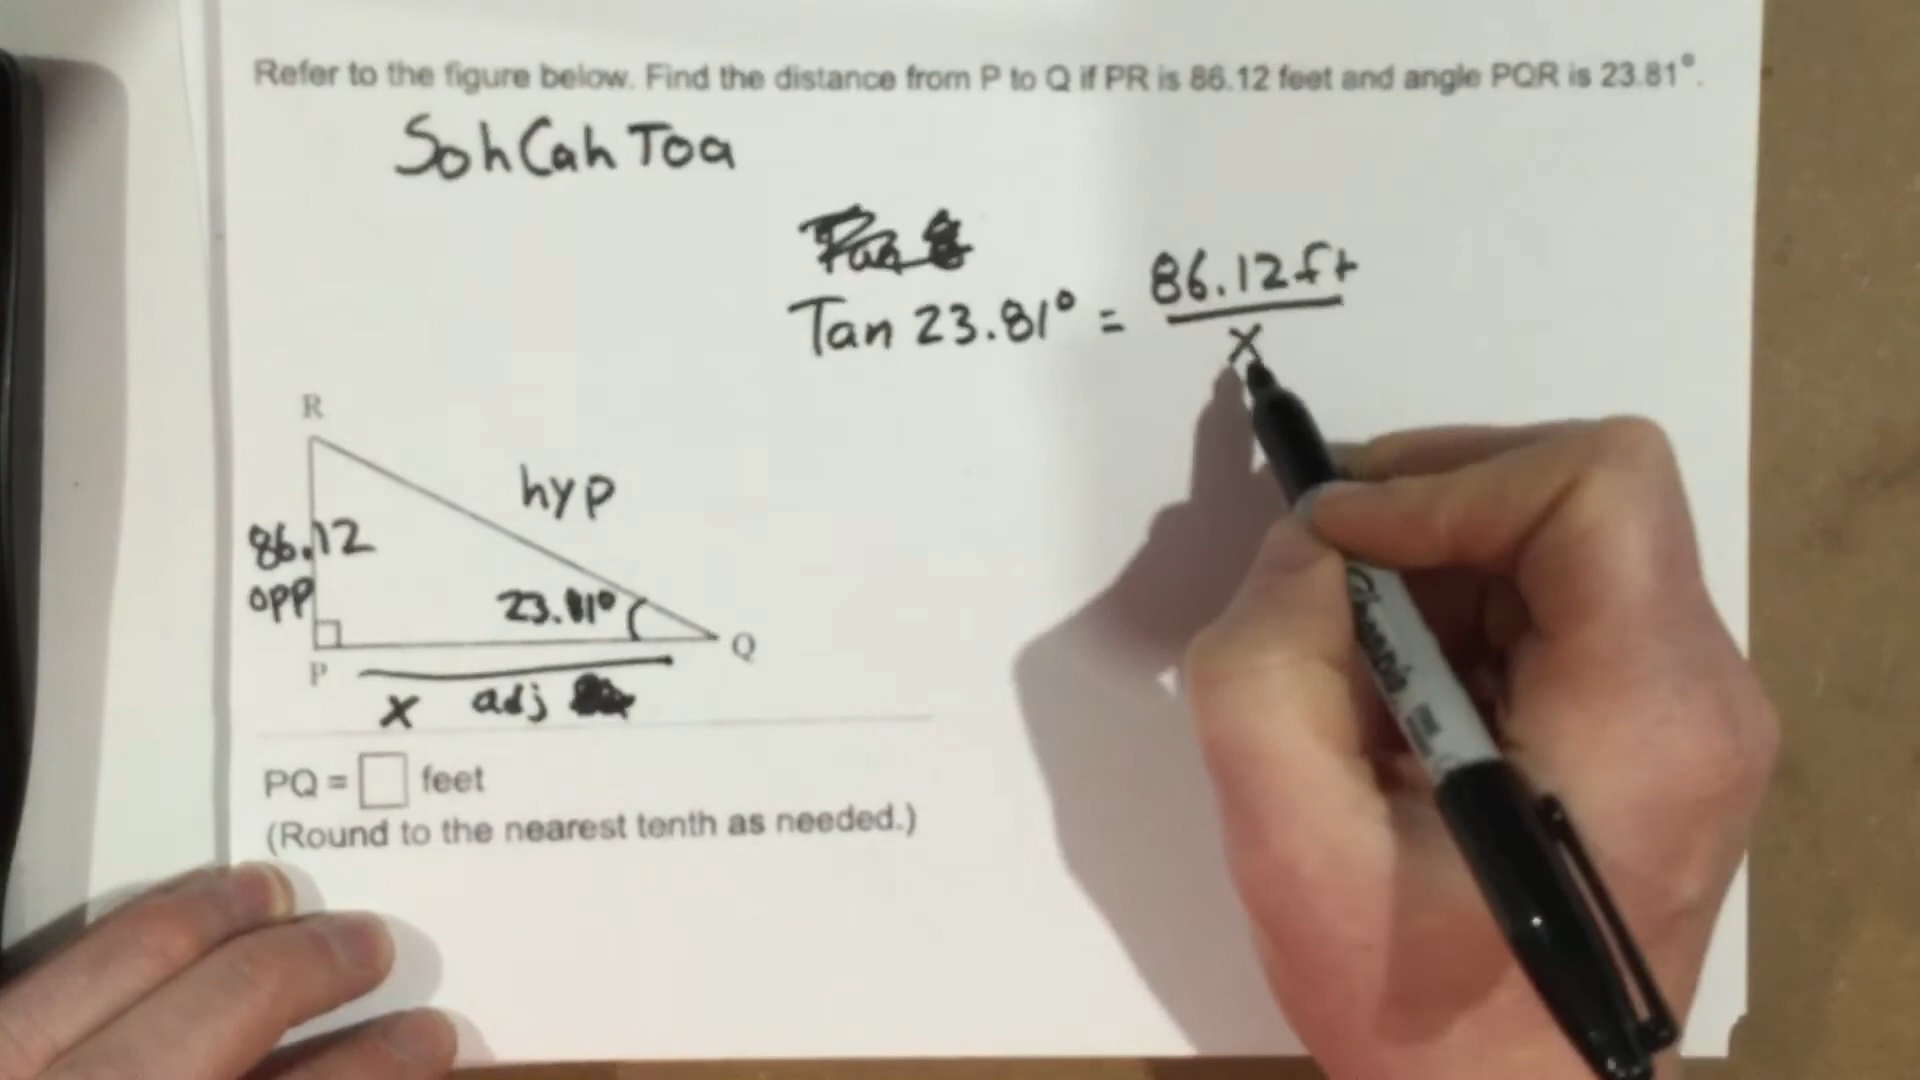 Refer to the figure below. Find the distance from P to Q if PR is 86.12 feet and angle PQR is 23.81°.
SohCahToa
Tan 23.81° = 86.12 ft
x
R
hyp
86.12
opp
23.81°
P
Q
x adj
PQ = feet
(Round to the nearest tenth as needed.)
Sharpie